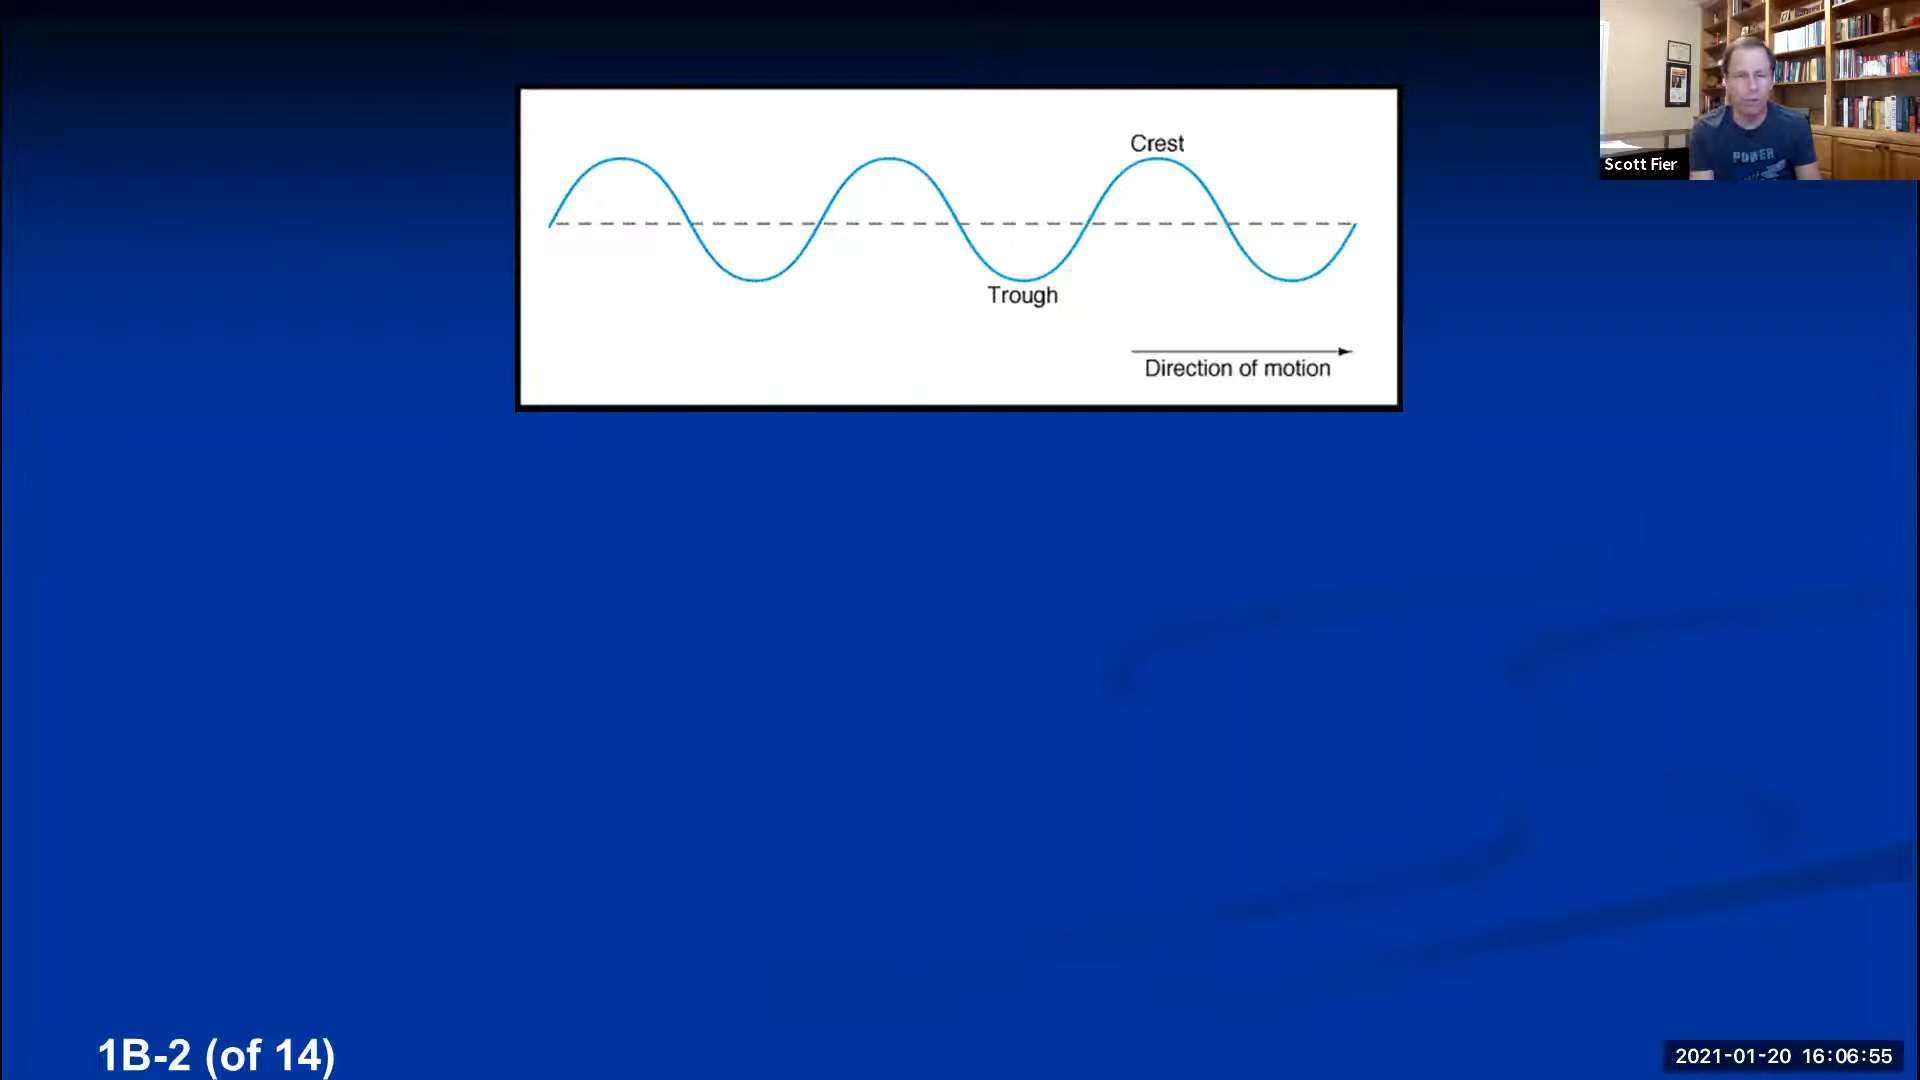 Crest
Trough
Direction of motion
Scott Fier
POWER
1B-2 (of 14)
2021-01-20 16:06:55